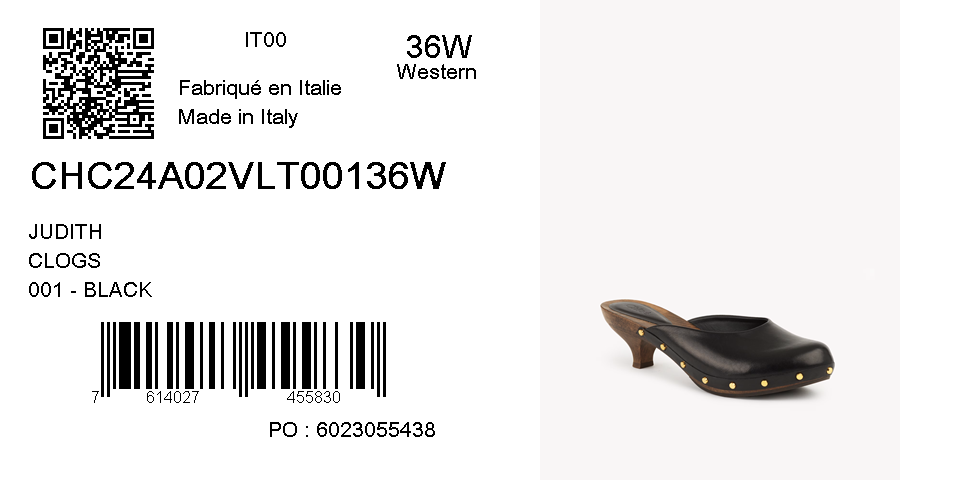 IT00
36W
Western
Fabriqué en Italie
Made in Italy
CHC24A02VLT00136W
JUDITH
CLOGS
001 - BLACK
7 614027 455830
PO : 6023055438